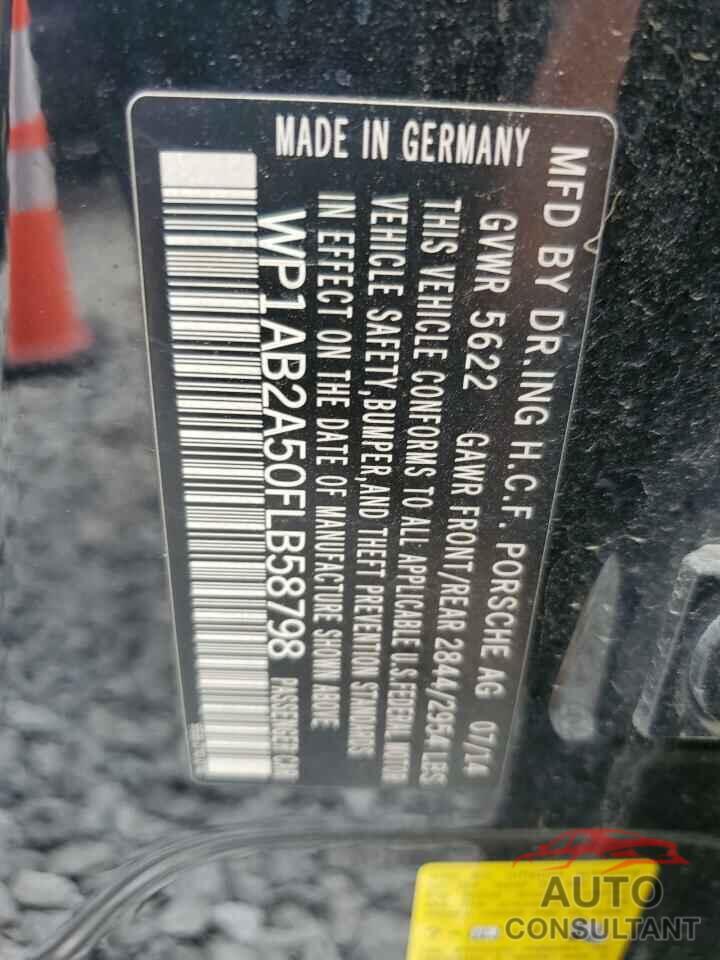 MFD BY DR.ING H.C.F. PORSCHE AG 07/14
GVWR 5622 GAWR FRONT/REAR 2844/2954 LBS
MADE IN GERMANY
THIS VEHICLE CONFORMS TO ALL APPLICABLE U.S FEDERAL MOTOR
VEHICLE SAFETY,BUMPER,AND THEFT PREVENTION STANDARDS
IN EFFECT ON THE DATE OF MANUFACTURE SHOWN ABOVE
WP1AB2A50FLB58798 PASSENGER CAR
AUTO
CONSULTANT